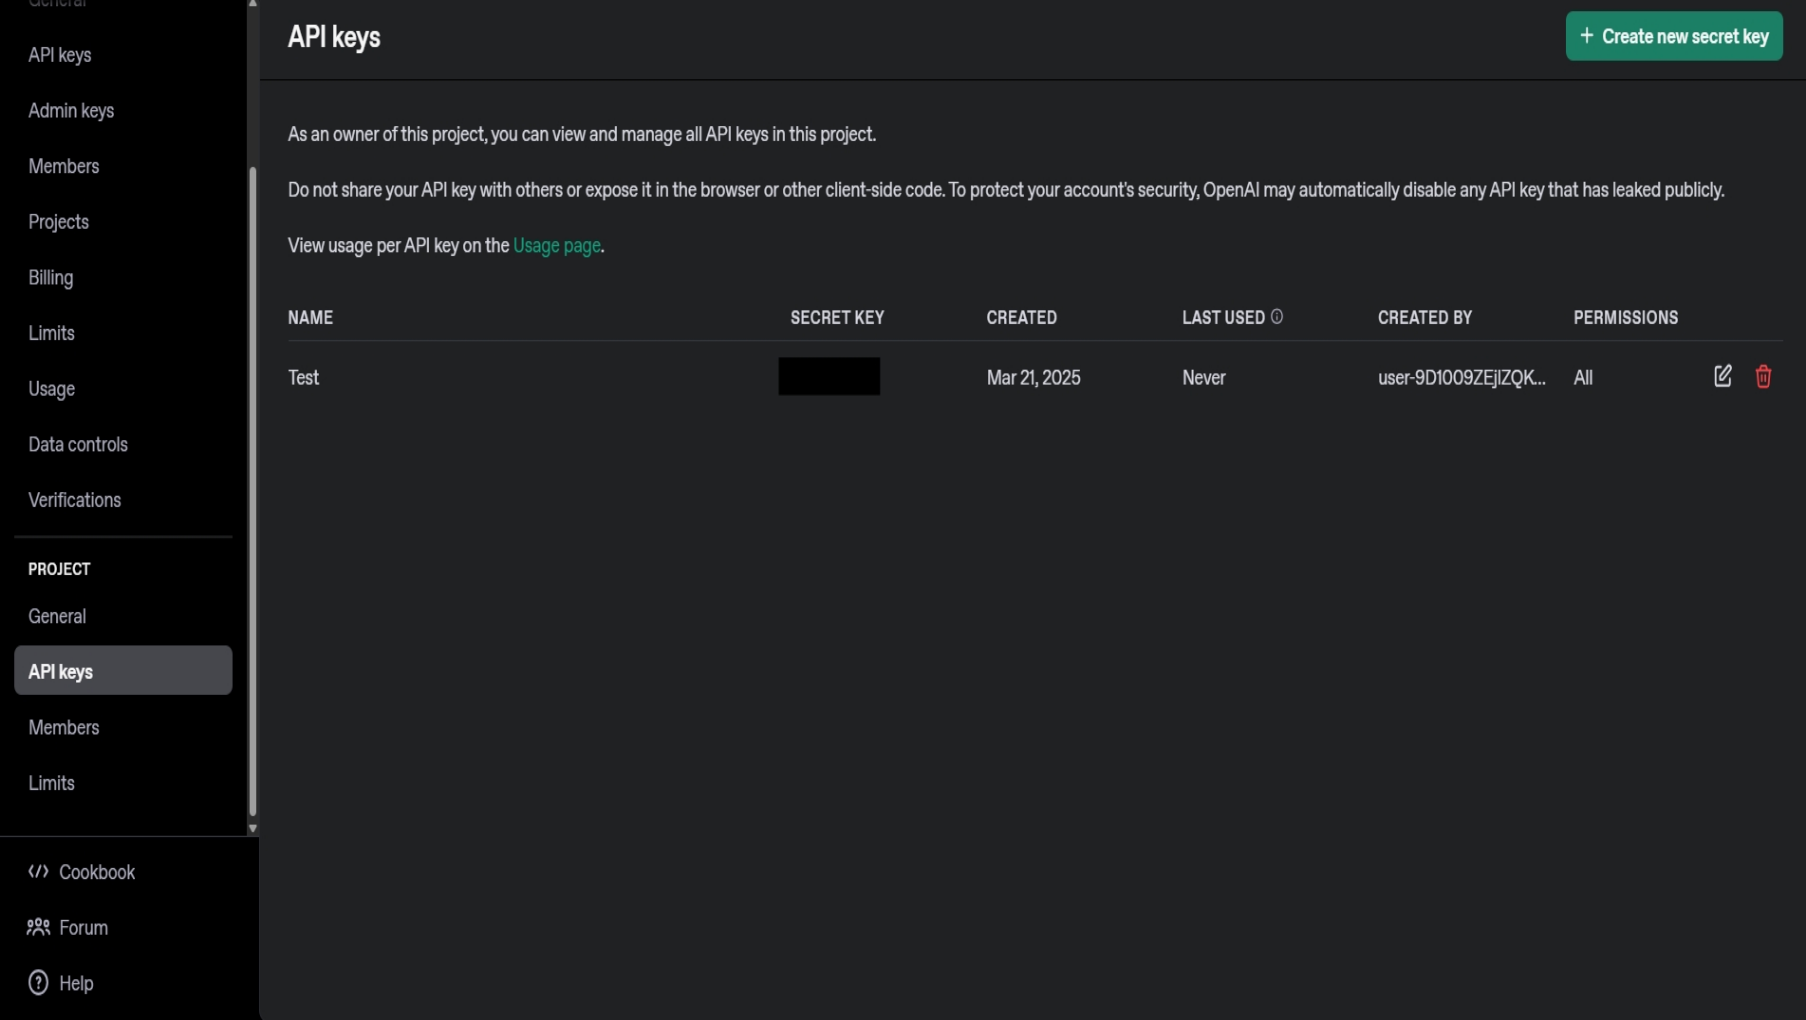 General
API keys
Admin keys
Members
Projects
Billing
Limits
Usage
Data controls
Verifications
PROJECT
General
API keys
Members
Limits
Cookbook
Forum
Help
API keys
+ Create new secret key
As an owner of this project, you can view and manage all API keys in this project.
Do not share your API key with others or expose it in the browser or other client-side code. To protect your account's security, OpenAI may automatically disable any API key that has leaked publicly.
View usage per API key on the Usage page.
NAME SECRET KEY CREATED LAST USED CREATED BY PERMISSIONS
Test Mar 21, 2025 Never user-9D1O09ZEjIZQK... All